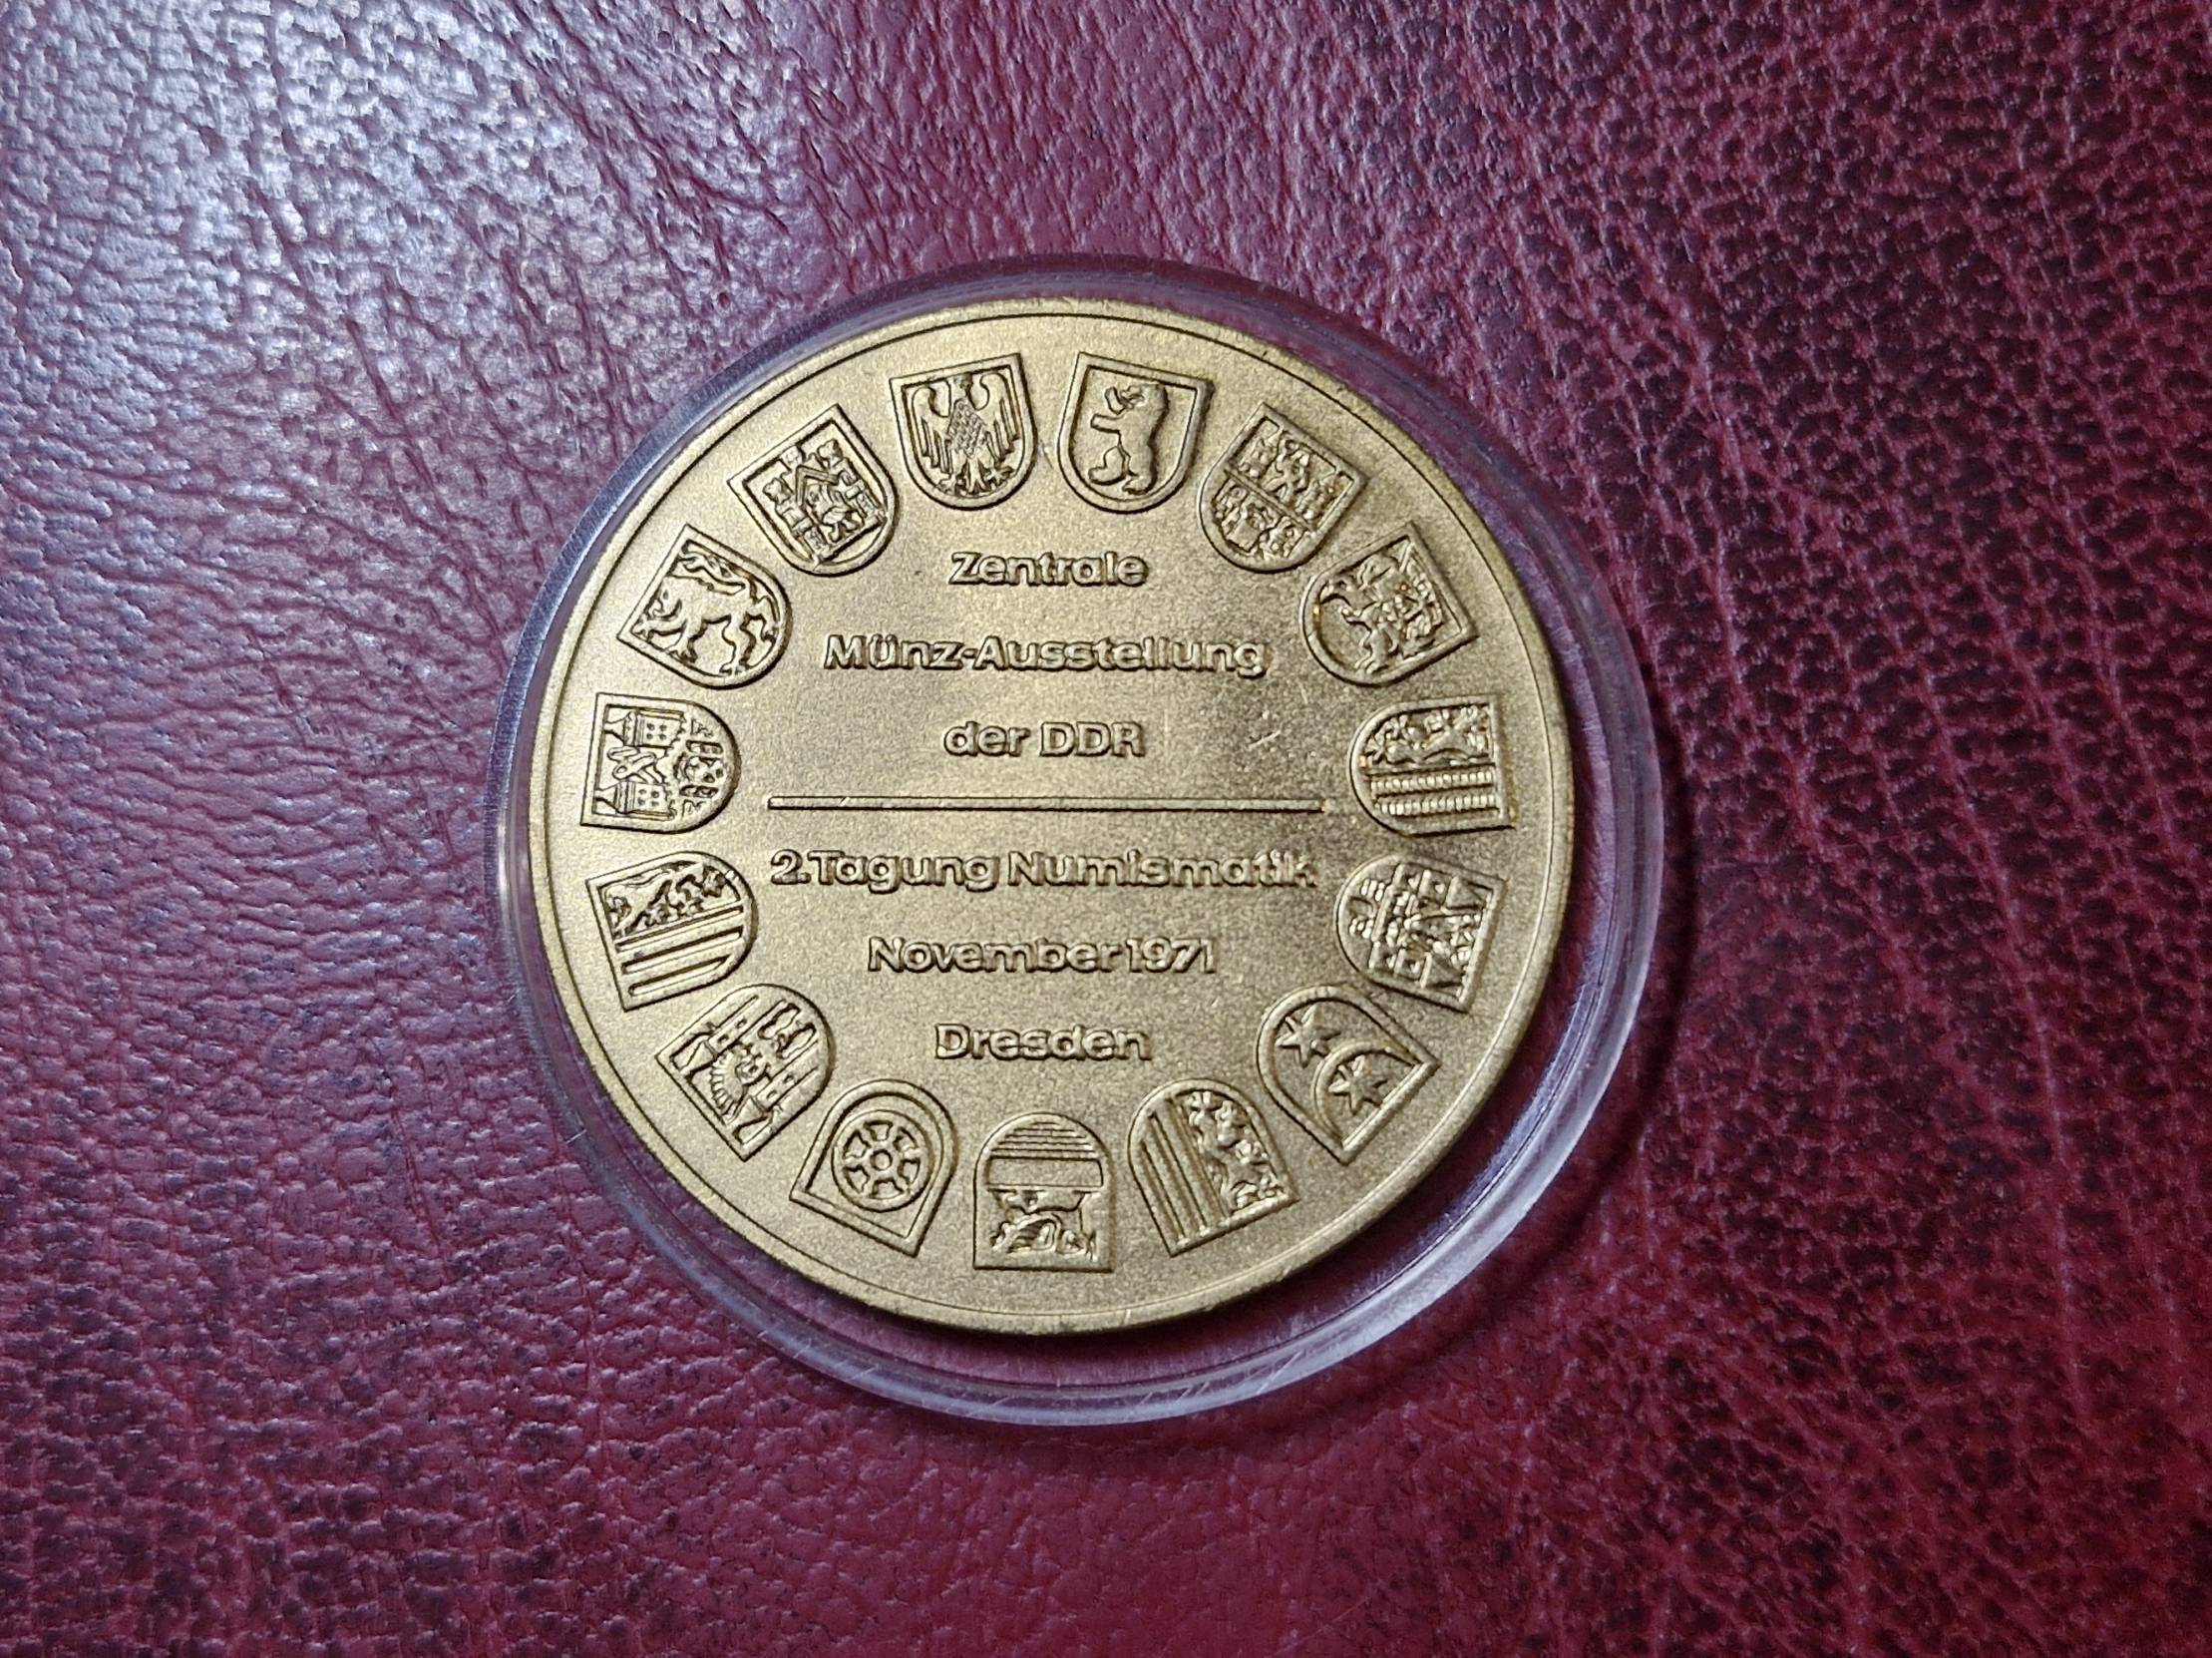 Zentrale
Münz-Ausstellung
der DDR
2.Tagung Numismatik
November 1971
Dresden